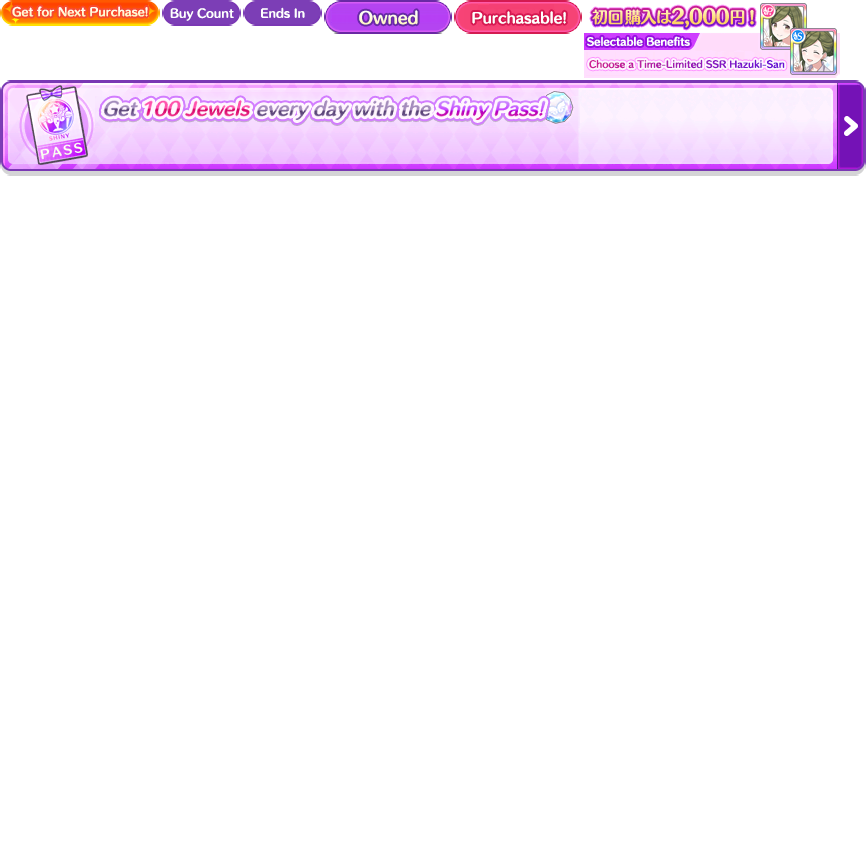 Get for Next Purchase!
Buy Count
Ends In
Owned
Purchasable!
初回購入は2,000円!
Selectable Benefits
Choose a Time-Limited SSR Hazuki-San
Get 100 Jewels every day with the Shiny Pass!
SHINY
PASS